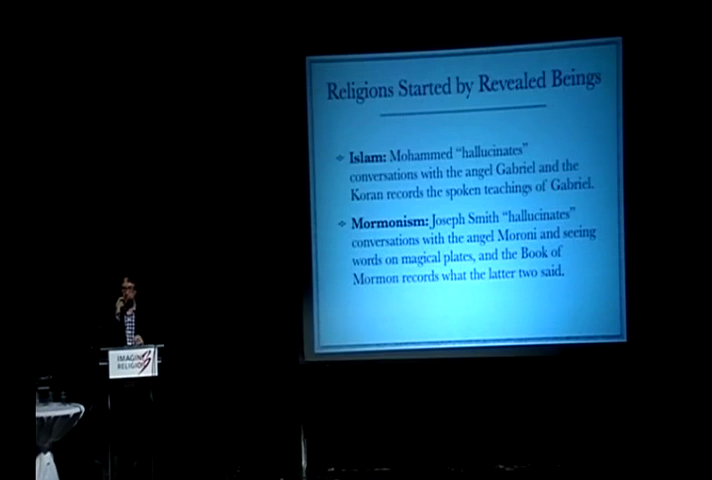 Religions Started by Revealed Beings
Islam: Mohammed “hallucinates”
conversations with the angel Gabriel and the
Koran records the spoken teachings of Gabriel.
Mormonism: Joseph Smith “hallucinates”
conversations with the angel Moroni and seeing
words on magical plates, and the Book of
Mormon records what the latter two said.
IMAGINE
RELIGION